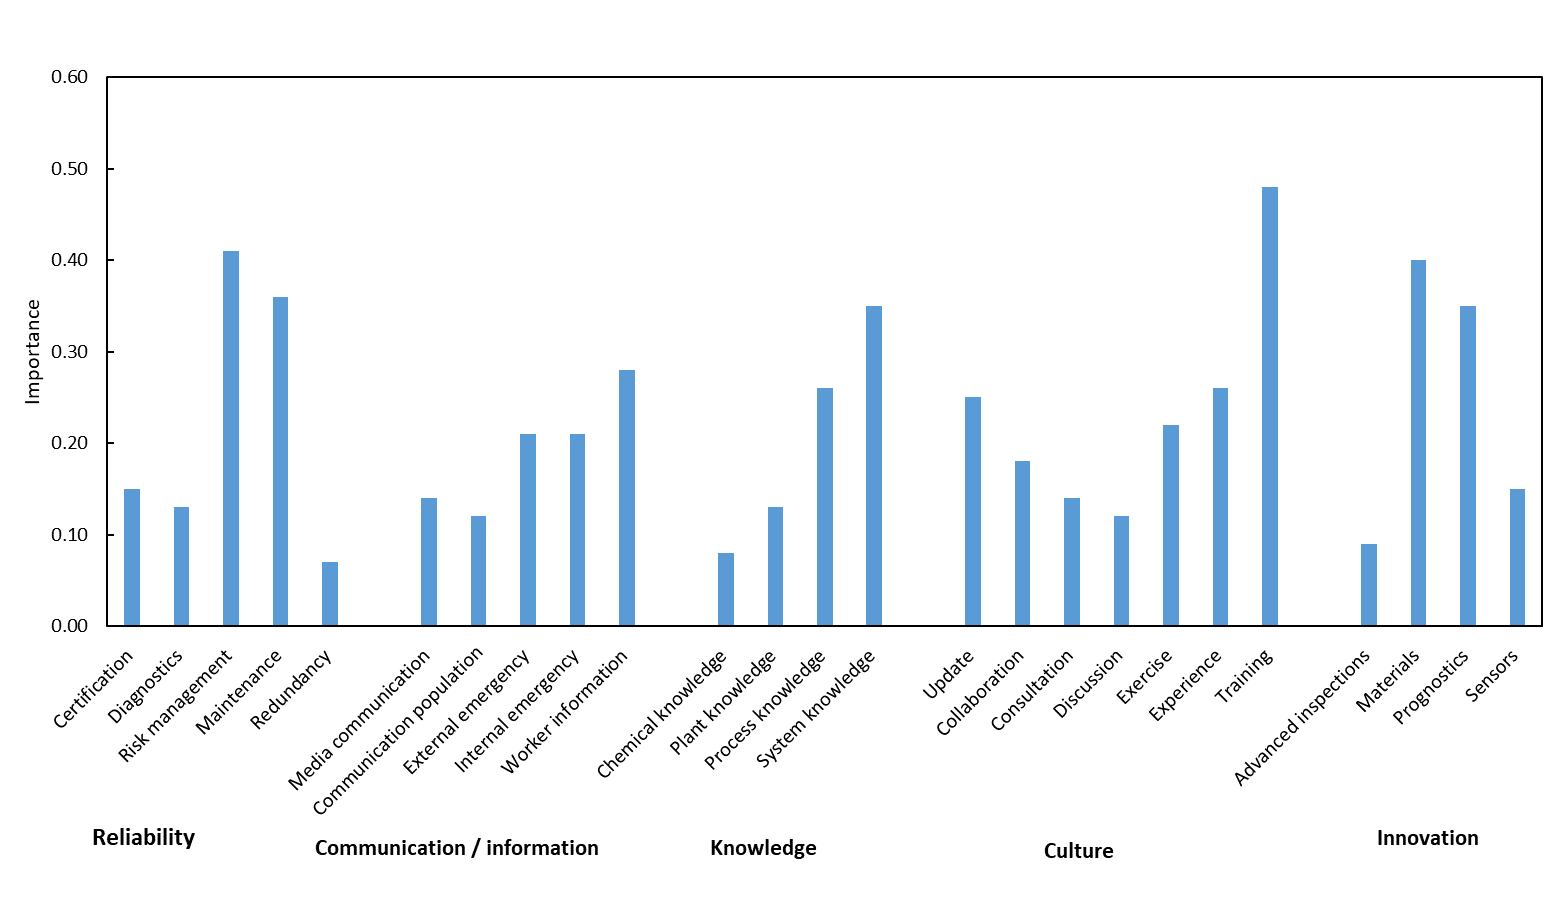 0.60
0.50
0.40
0.30
0.20
0.10
0.00
Importance
Certification
Diagnostics
Risk management
Maintenance
Redundancy
Media communication
Communication population
External emergency
Internal emergency
Worker information
Chemical knowledge
Plant knowledge
Process knowledge
System knowledge
Update
Collaboration
Consultation
Discussion
Exercise
Experience
Training
Advanced inspections
Materials
Prognostics
Sensors
Reliability
Communication / information
Knowledge
Culture
Innovation